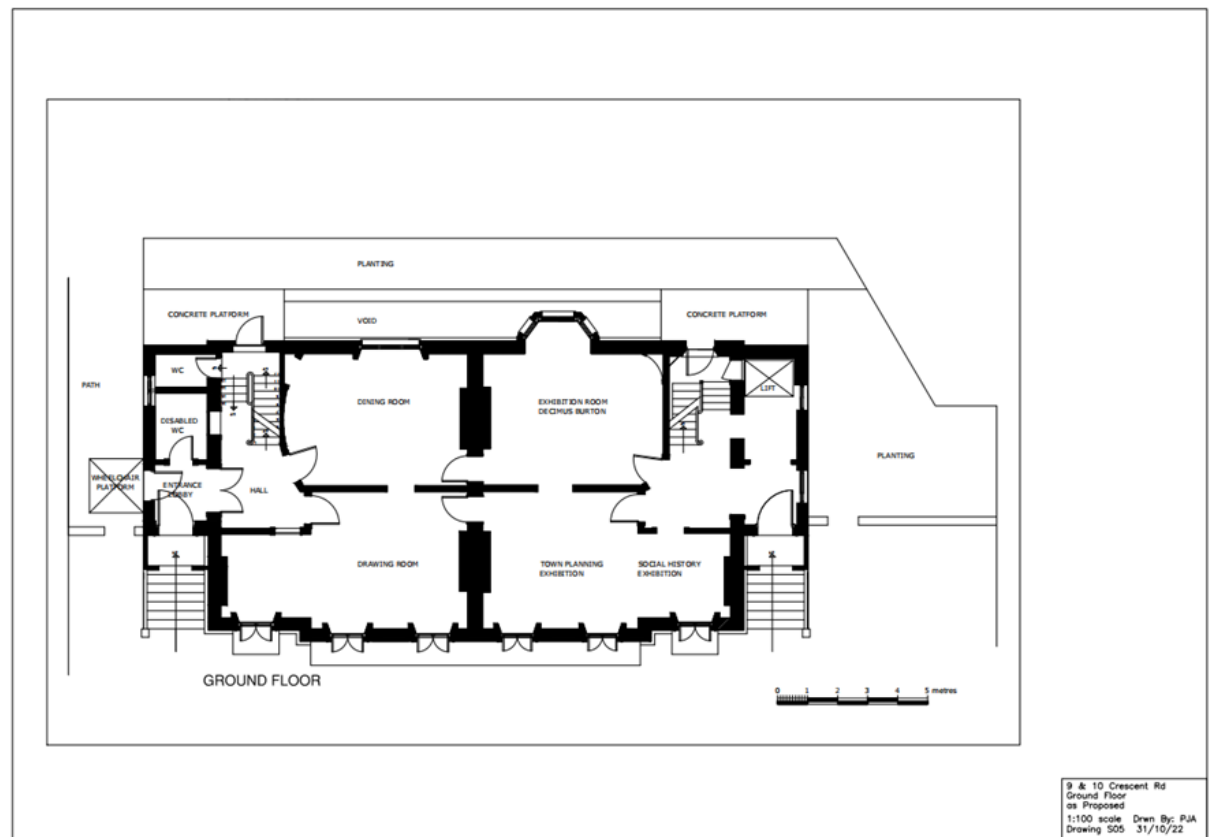 PLANTING
CONCRETE PLATFORM
VOID
CONCRETE PLATFORM
WC
PATH
LIFT
DINING ROOM
EXHIBITION ROOM
DECIMUS BURTON
DISABLED
WC
PLANTING
WHEELCHAIR
PLATFORM
ENTRANCE
LOBBY
HALL
DRAWING ROOM
TOWN PLANNING
EXHIBITION
SOCIAL HISTORY
EXHIBITION
GROUND FLOOR
0 1 2 3 4 5 metres
9 & 10 Crescent Rd
Ground Floor
as Proposed
1:100 scale Drwn By: PJA
Drawing S05 31/10/22